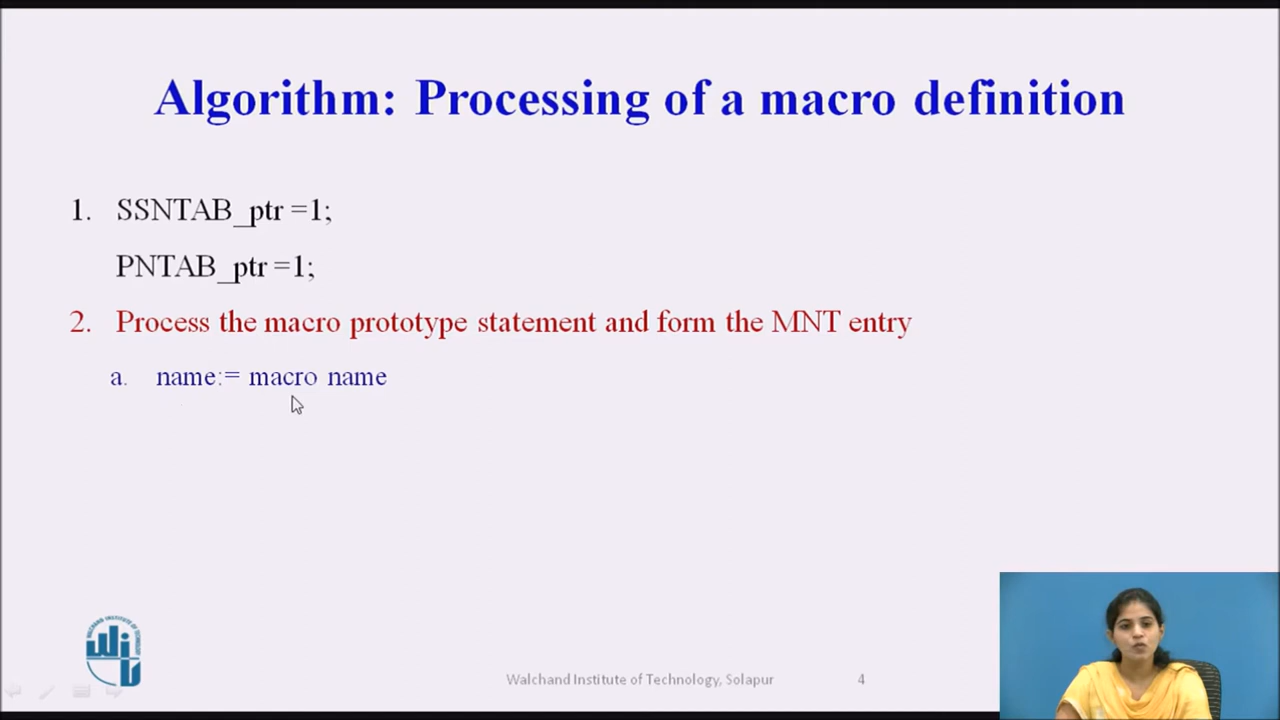 Algorithm: Processing of a macro definition
1. SSNTAB_ptr =1;
PNTAB_ptr =1;
2. Process the macro prototype statement and form the MNT entry
a. name:= macro name
Walchand Institute of Technology, Solapur 4